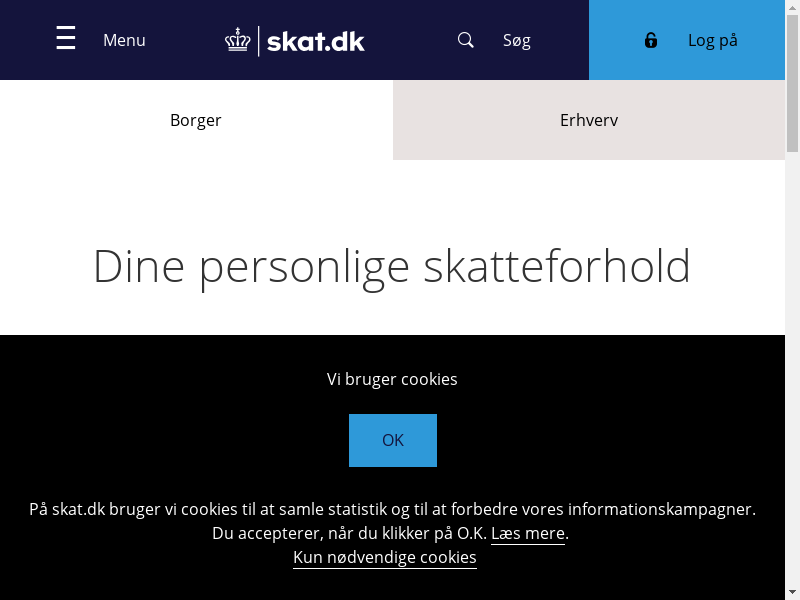 Menu
skat.dk
Søg
Log på
Borger
Erhverv
Dine personlige skatteforhold
Vi bruger cookies
OK
På skat.dk bruger vi cookies til at samle statistik og til at forbedre vores informationskampagner.
Du accepterer, når du klikker på O.K. Læs mere.
Kun nødvendige cookies